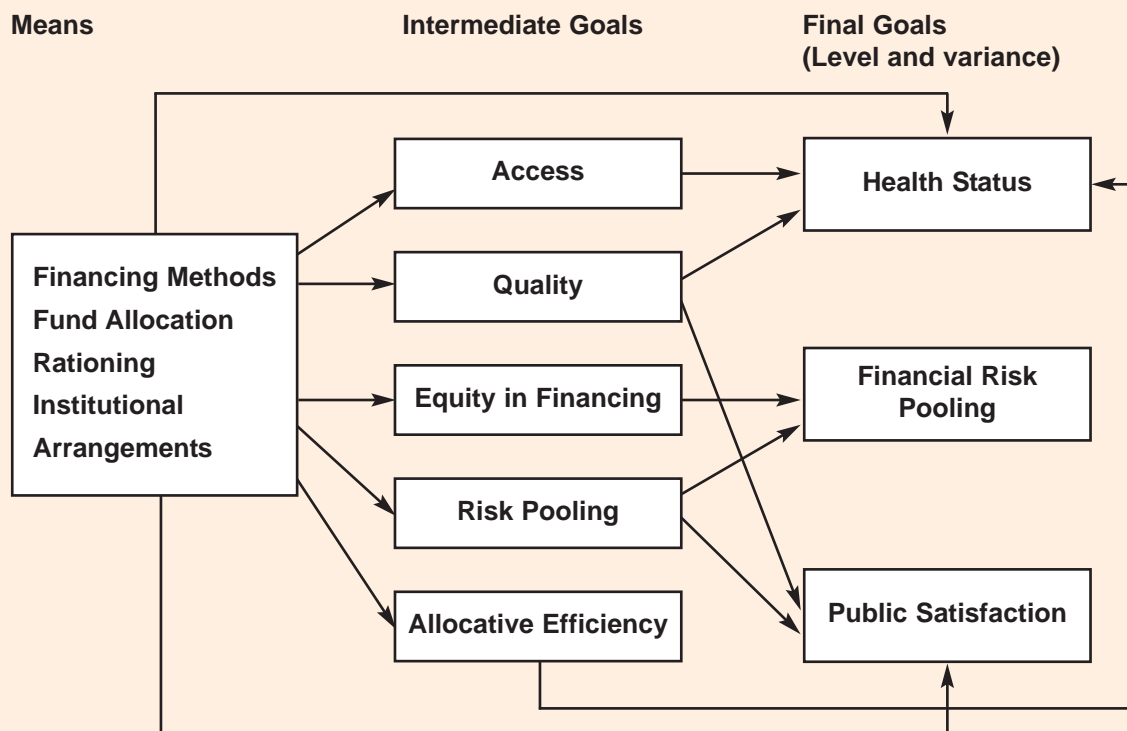 Means
Intermediate Goals
Final Goals
(Level and variance)
Financing Methods
Fund Allocation
Rationing
Institutional
Arrangements
Access
Quality
Equity in Financing
Risk Pooling
Allocative Efficiency
Health Status
Financial Risk
Pooling
Public Satisfaction